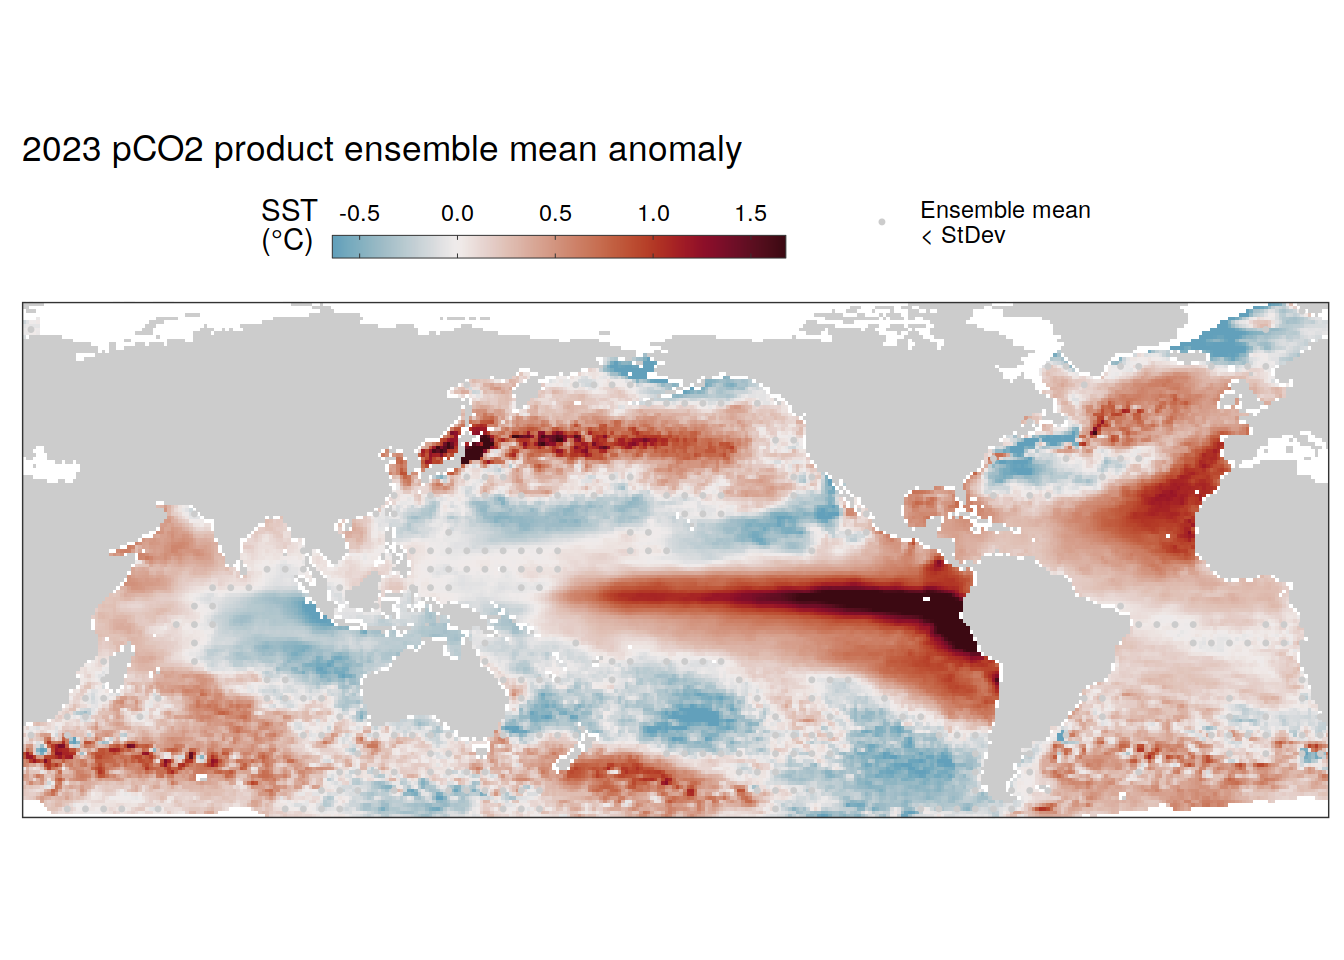 2023 pCO2 product ensemble mean anomaly
SST
(°C)
-0.5 0.0 0.5 1.0 1.5
Ensemble mean
< StDev